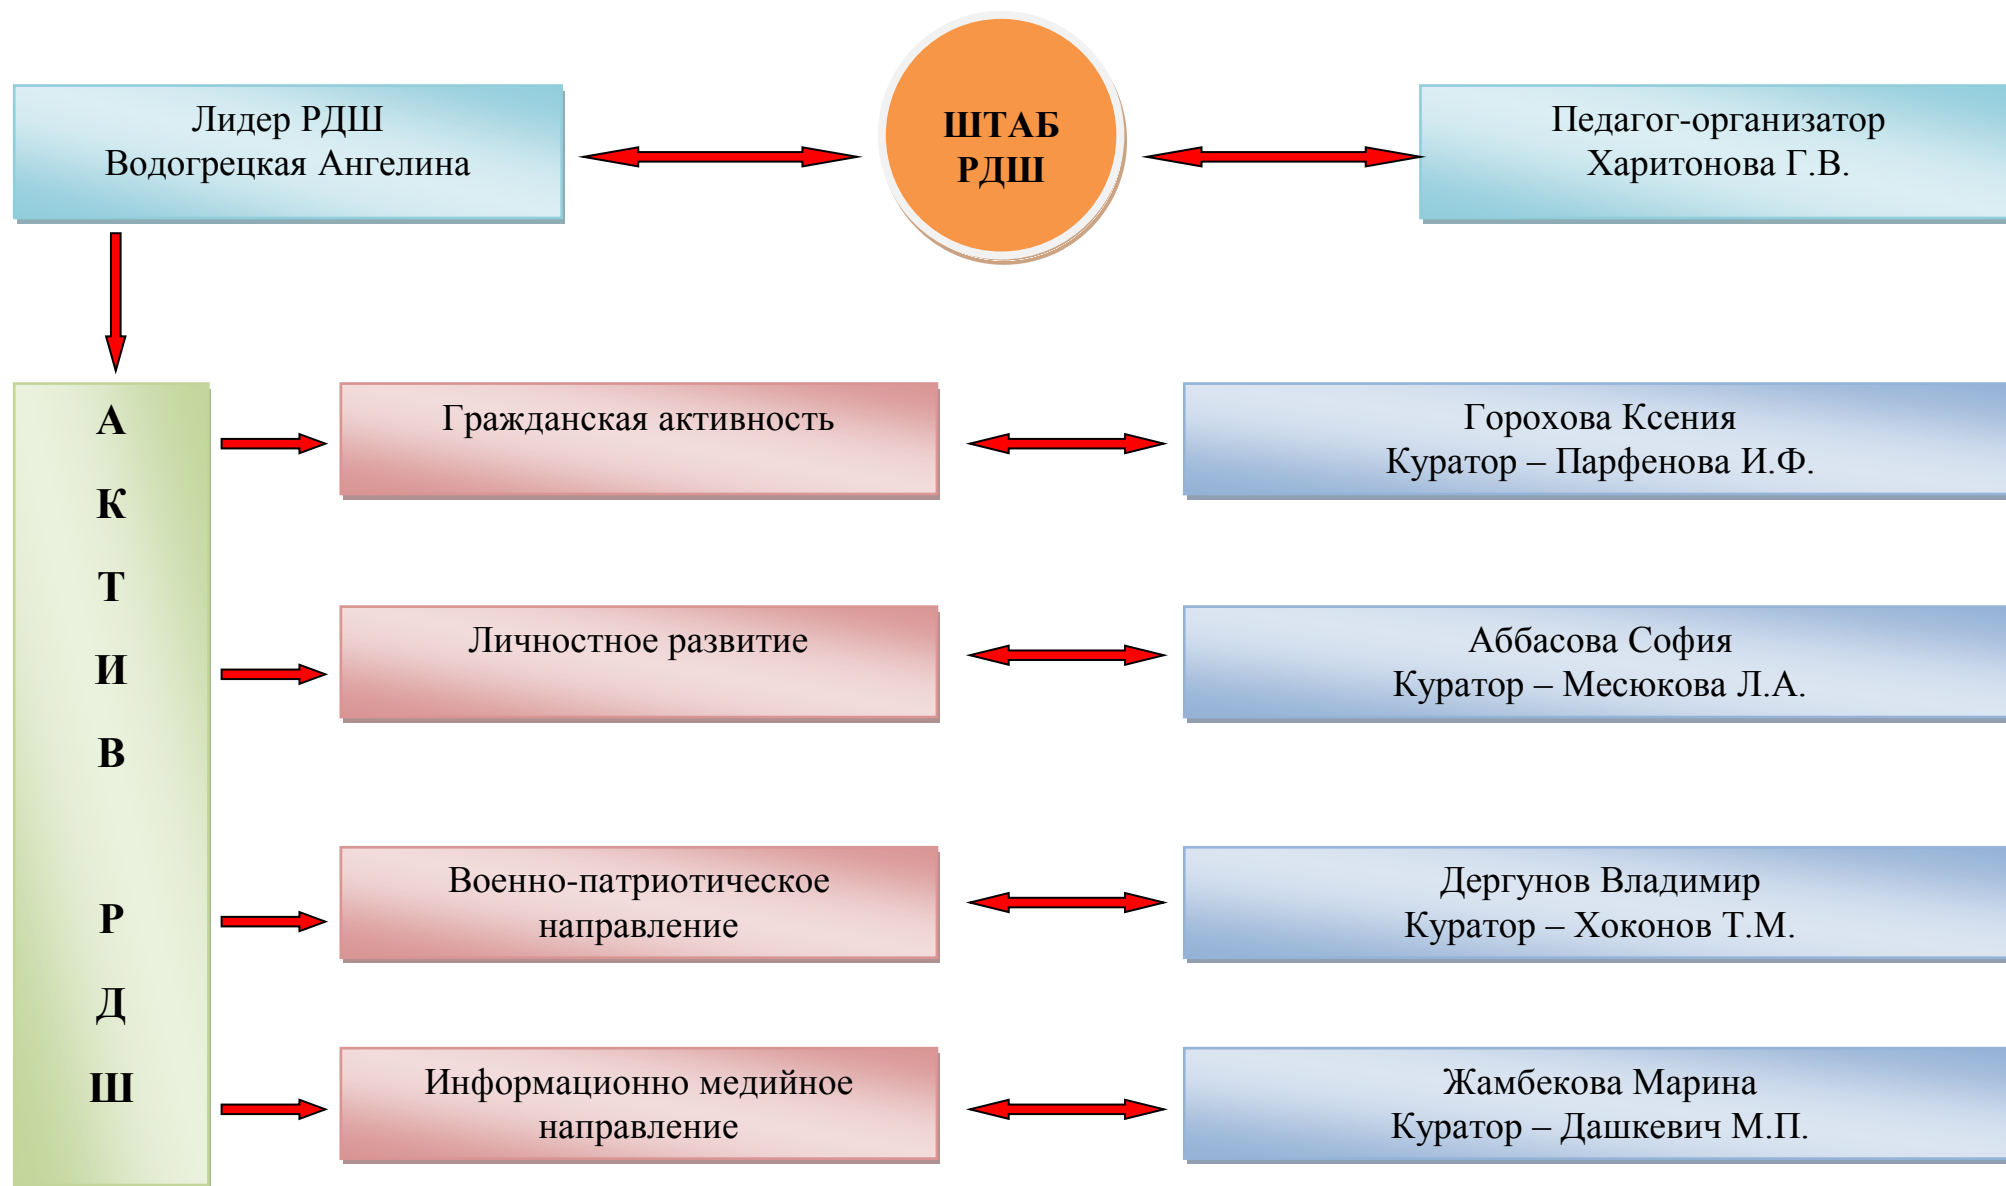 Лидер РДШ
Водогрецкая Ангелина
ШТАБ
РДШ
Педагог-организатор
Харитонова Г.В.
А
К
Т
И
В
Р
Д
Ш
Гражданская активность
Горохова Ксения
Куратор – Парфенова И.Ф.
Личностное развитие
Аббасова София
Куратор – Месюкова Л.А.
Военно-патриотическое
направление
Дергунов Владимир
Куратор – Хоконов Т.М.
Информационно медийное
направление
Жамбекова Марина
Куратор – Дашкевич М.П.